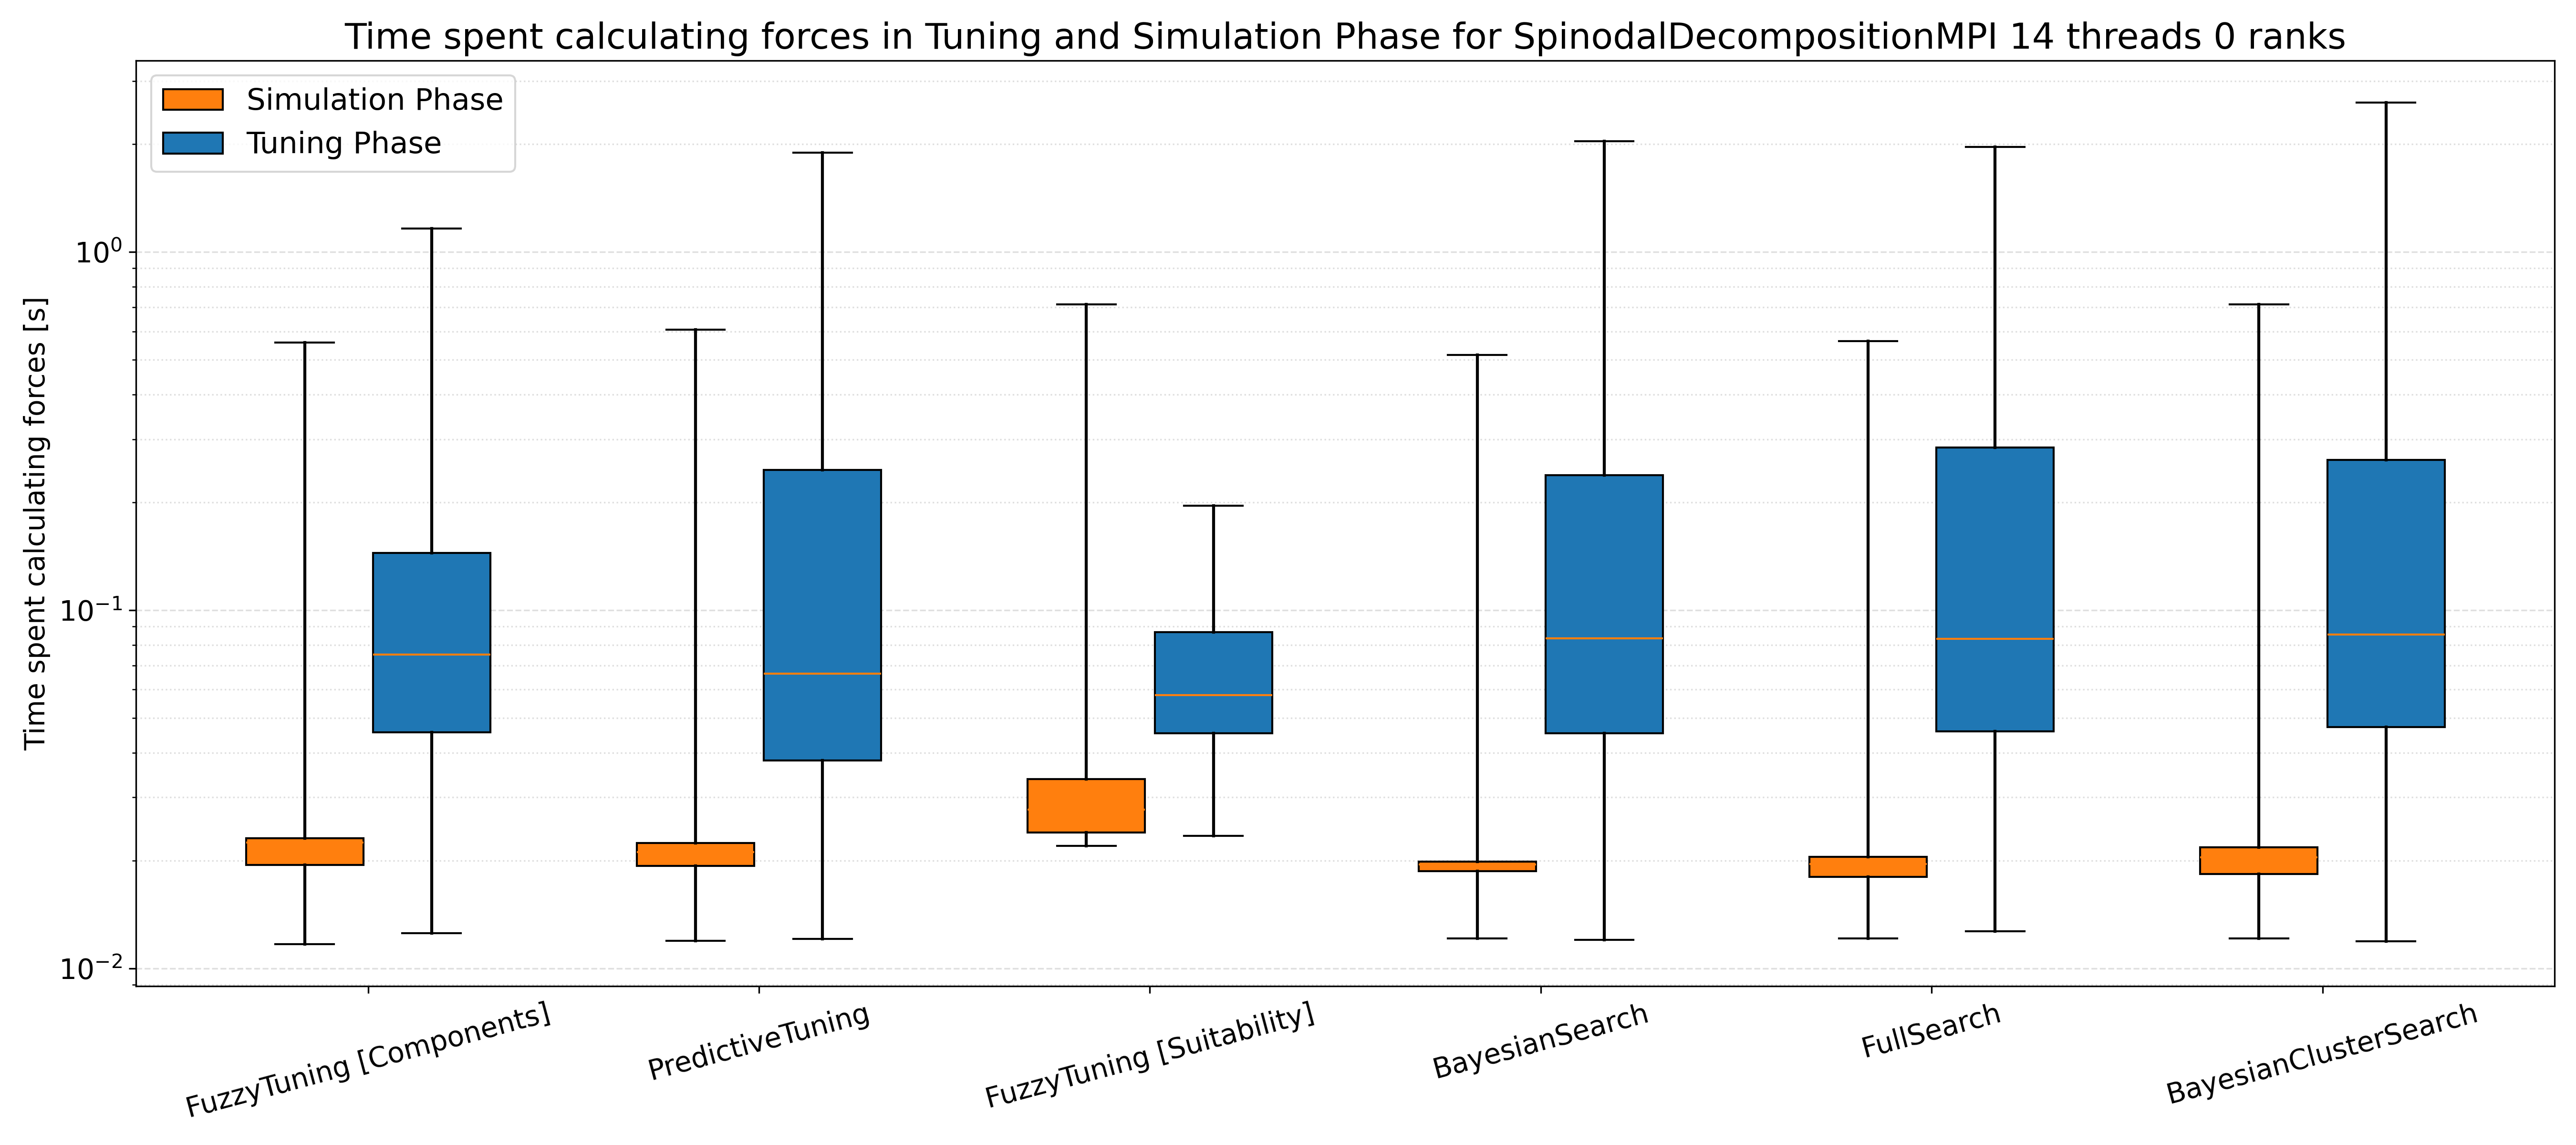 Time spent calculating forces in Tuning and Simulation Phase for SpinodalDecompositionMPI 14 threads 0 ranks
Simulation Phase
Tuning Phase
Time spent calculating forces [s]
10⁰
10⁻¹
10⁻²
FuzzyTuning [Components]
PredictiveTuning
FuzzyTuning [Suitability]
BayesianSearch
FullSearch
BayesianClusterSearch